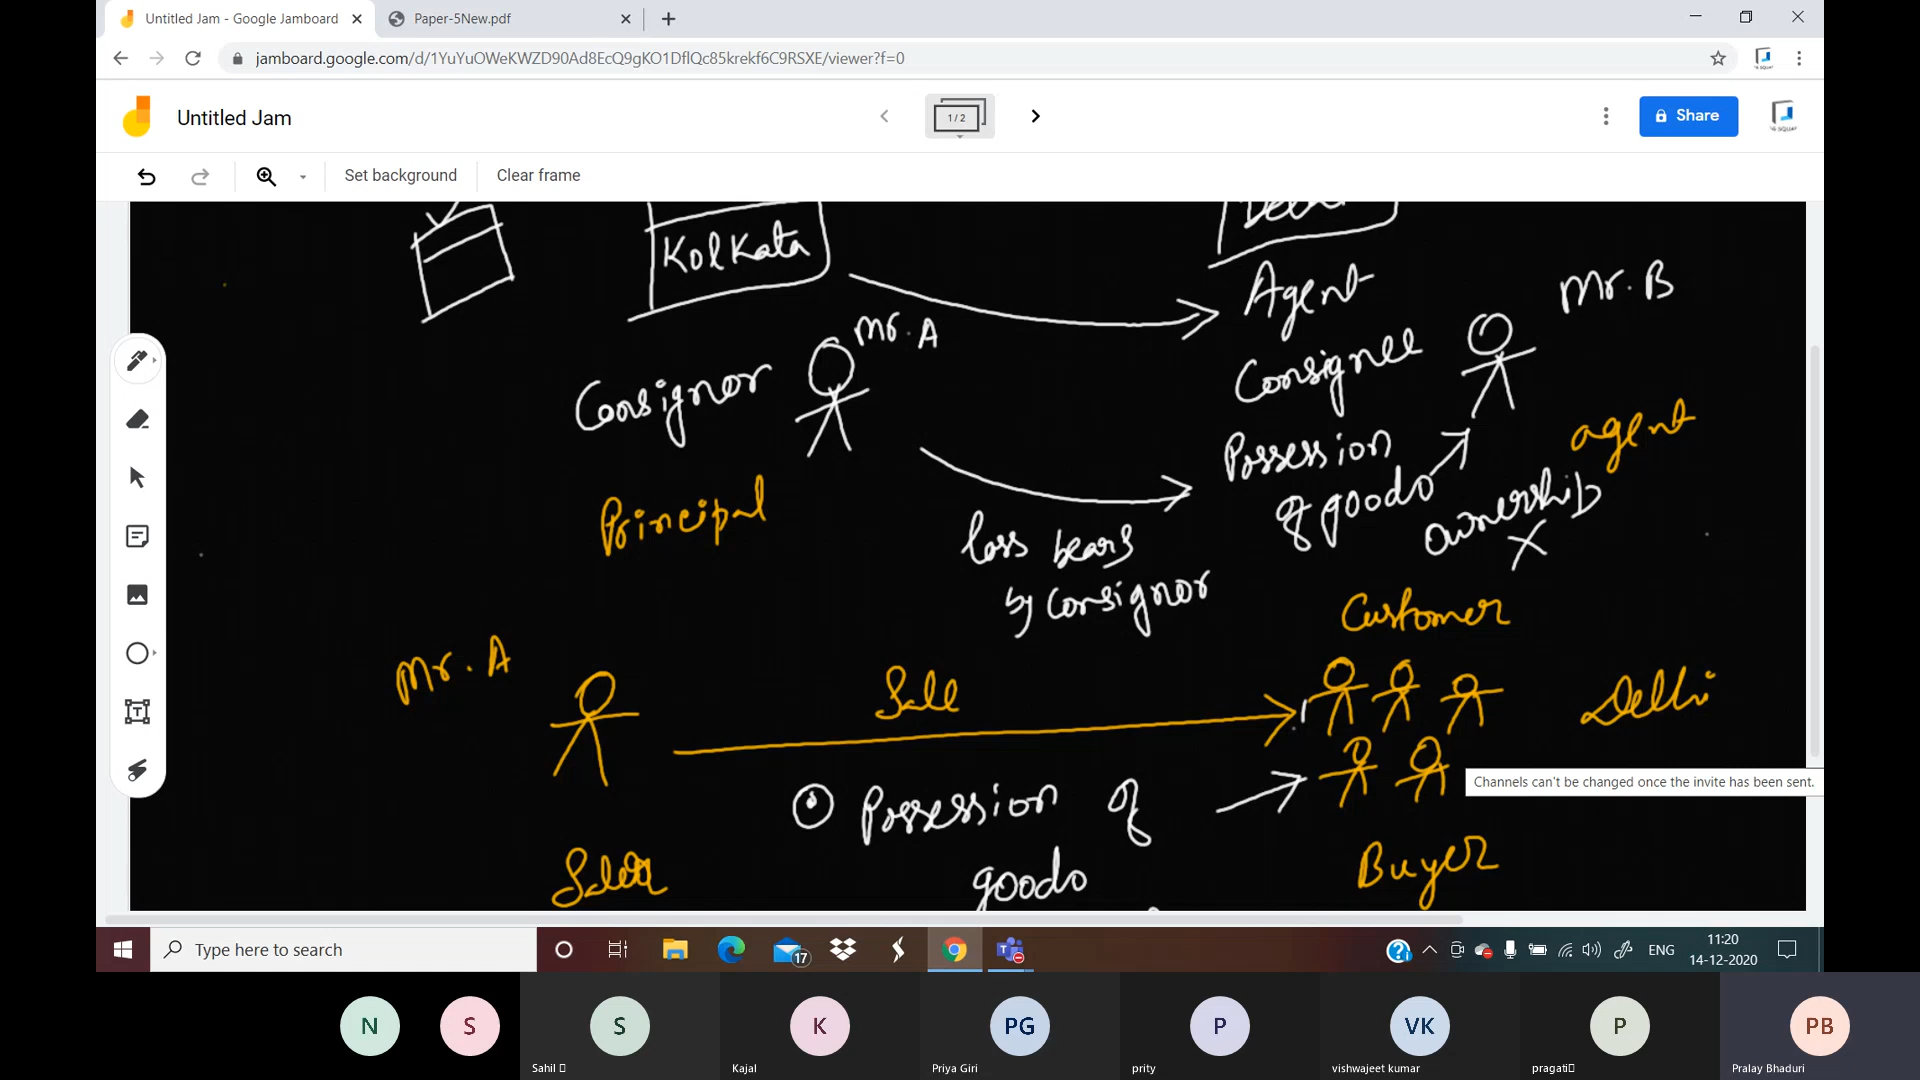 Untitled Jam - Google Jamboard
Paper-5New.pdf
jamboard.google.com/d/1YuYuOWeKWZD90Ad8EcQ9gKO1DflQc85krekf6C9RSXE/viewer?f=0
Untitled Jam
1 / 2
Share
Set background
Clear frame
Kolkata
Agent
Mr. B
Mr. A
Consignor
Consignee
Possession
of goods
agent
ownership
X
Principal
loss bears
by Consignor
Customer
Mr. A
Sale
Delhi
Channels can't be changed once the invite has been sent.
Possession of
goods
Buyer
Type here to search
17
ENG
11:20
14-12-2020
N
S
S
K
PG
P
VK
P
PB
Sahil
Kajal
Priya Giri
prity
vishwajeet kumar
pragati
Pralay Bhaduri